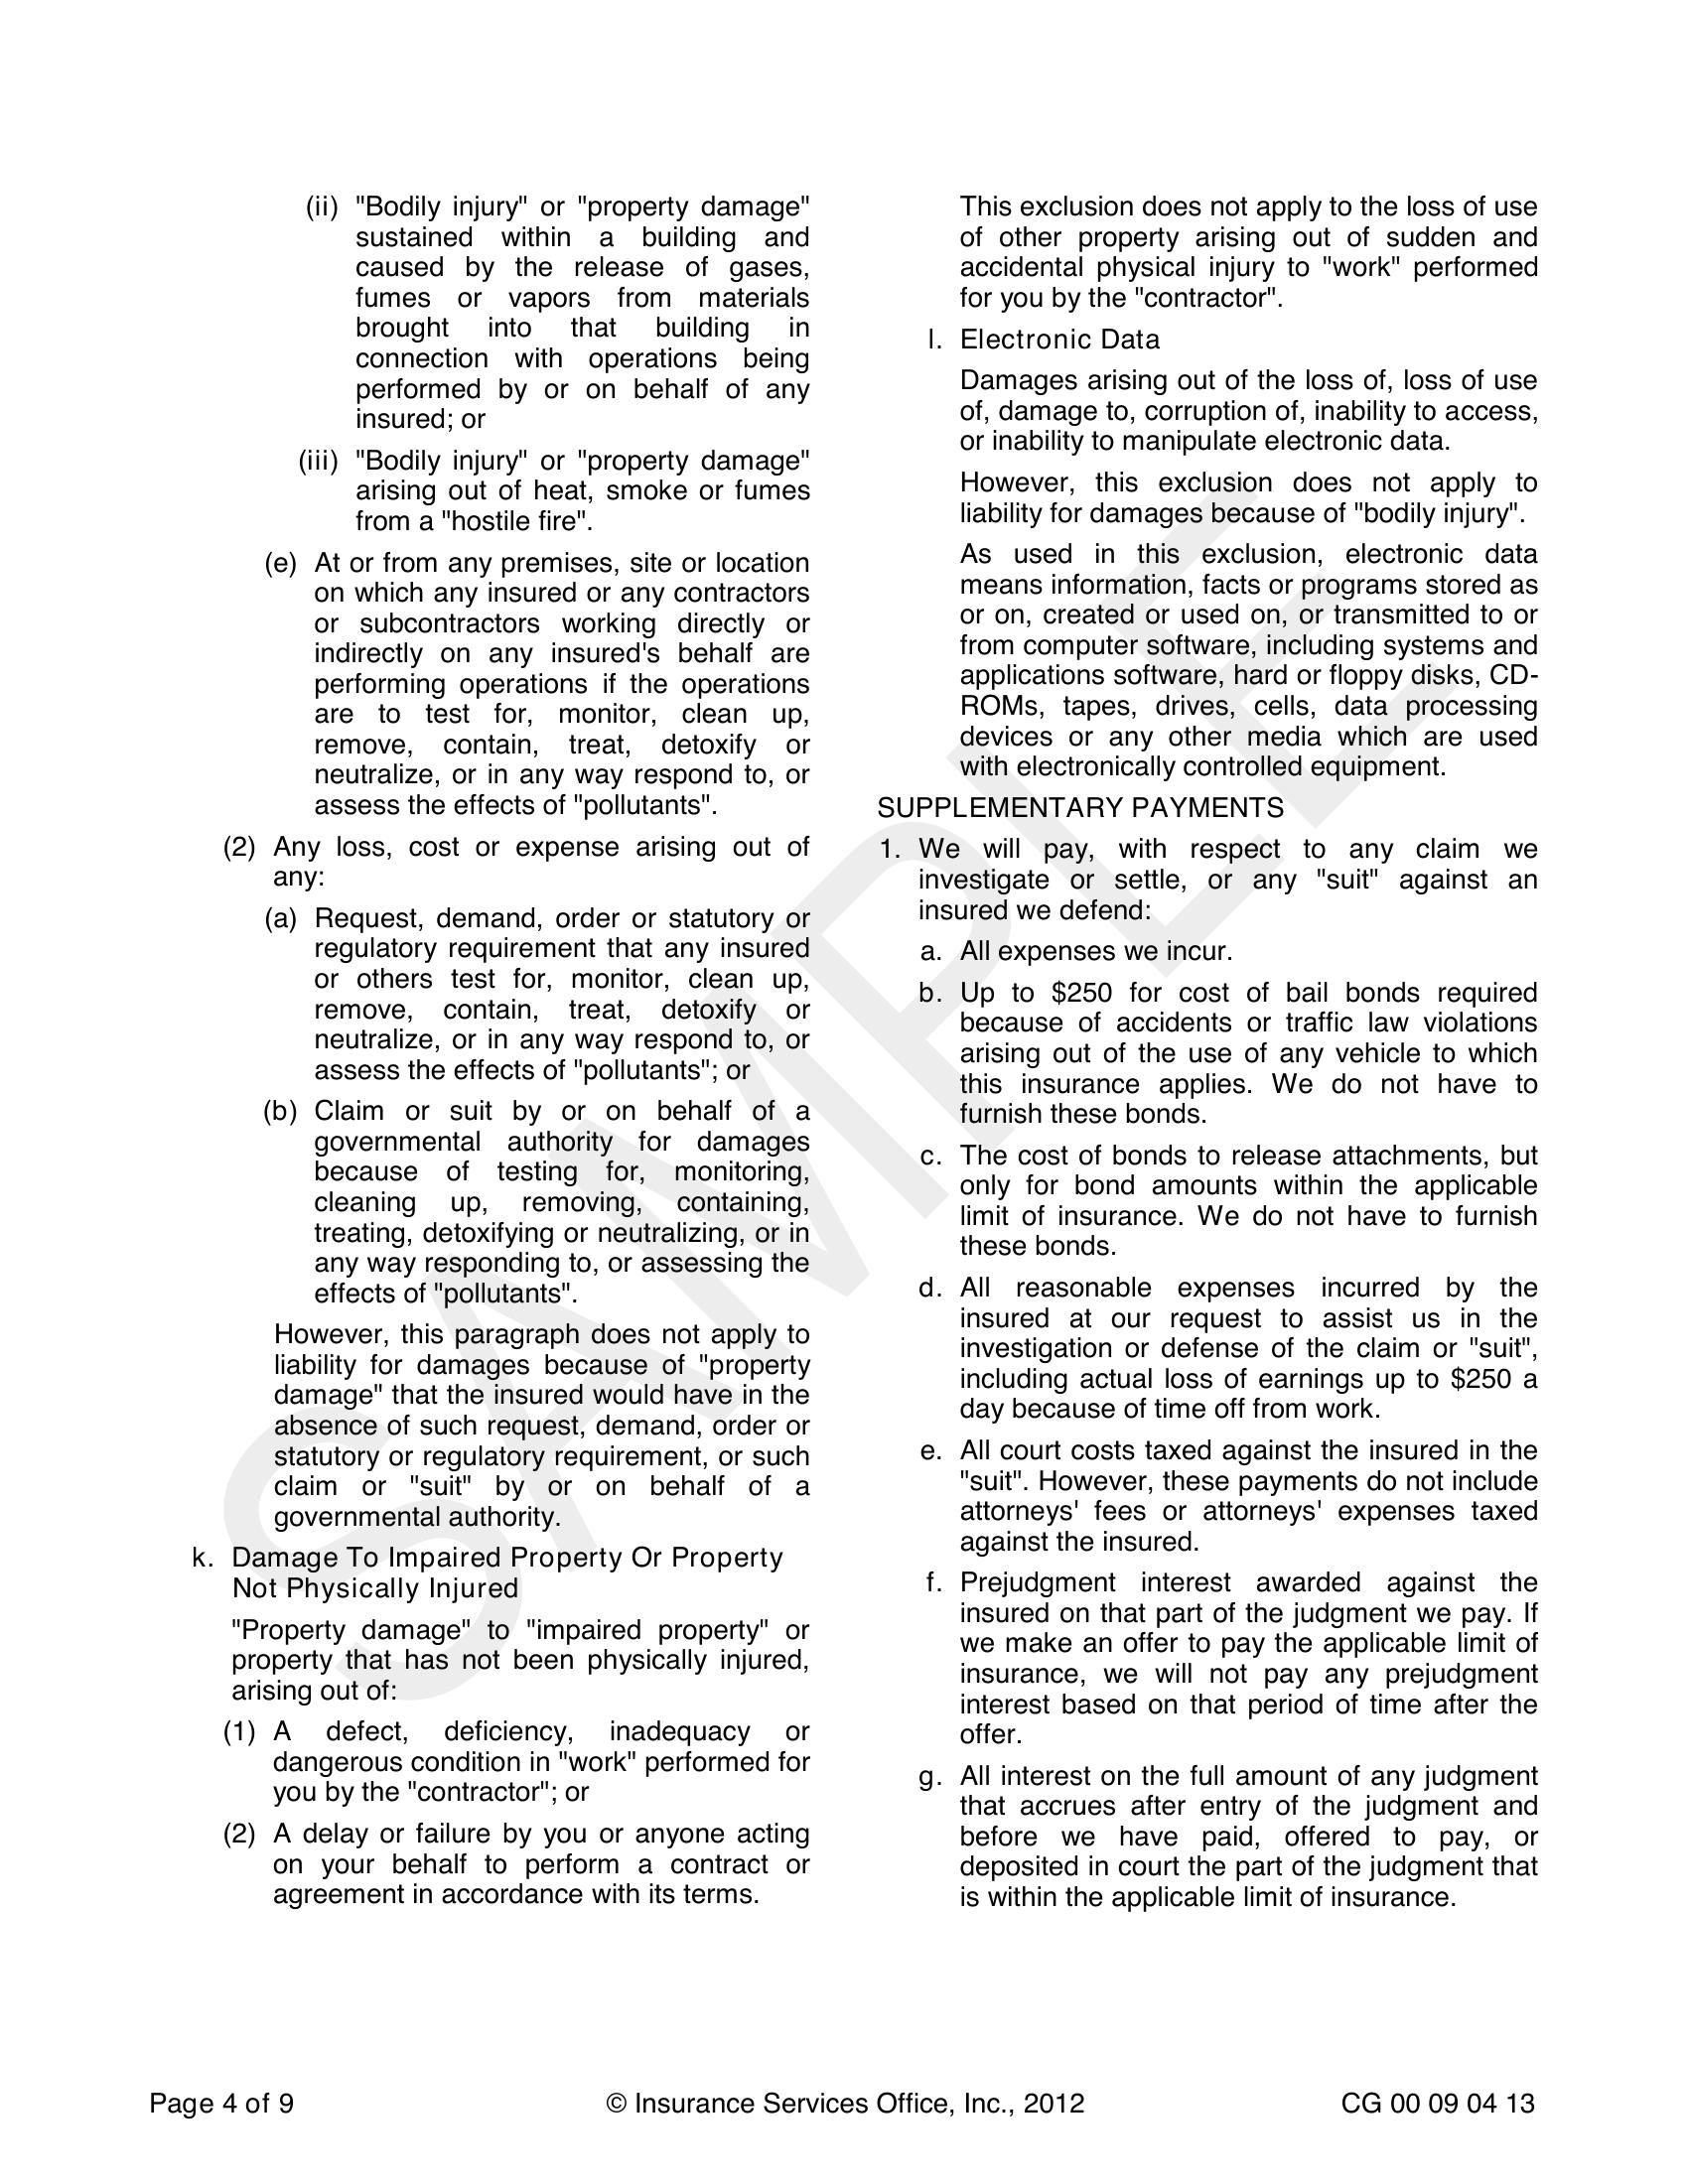 (ii) "Bodily injury" or "property damage"
sustained within a building and
caused by the release of gases,
fumes or vapors from materials
brought into that building in
connection with operations being
performed by or on behalf of any
insured; or
(iii) "Bodily injury" or "property damage"
arising out of heat, smoke or fumes
from a "hostile fire".
(e) At or from any premises, site or location
on which any insured or any contractors
or subcontractors working directly or
indirectly on any insured's behalf are
performing operations if the operations
are to test for, monitor, clean up,
remove, contain, treat, detoxify or
neutralize, or in any way respond to, or
assess the effects of "pollutants".
(2) Any loss, cost or expense arising out of
any:
(a) Request, demand, order or statutory or
regulatory requirement that any insured
or others test for, monitor, clean up,
remove, contain, treat, detoxify or
neutralize, or in any way respond to, or
assess the effects of "pollutants"; or
(b) Claim or suit by or on behalf of a
governmental authority for damages
because of testing for, monitoring,
cleaning up, removing, containing,
treating, detoxifying or neutralizing, or in
any way responding to, or assessing the
effects of "pollutants".
However, this paragraph does not apply to
liability for damages because of "property
damage" that the insured would have in the
absence of such request, demand, order or
statutory or regulatory requirement, or such
claim or "suit" by or on behalf of a
governmental authority.
k. Damage To Impaired Property Or Property
Not Physically Injured
"Property damage" to "impaired property" or
property that has not been physically injured,
arising out of:
(1) A defect, deficiency, inadequacy or
dangerous condition in "work" performed for
you by the "contractor"; or
(2) A delay or failure by you or anyone acting
on your behalf to perform a contract or
agreement in accordance with its terms.
This exclusion does not apply to the loss of use
of other property arising out of sudden and
accidental physical injury to "work" performed
for you by the "contractor".
l. Electronic Data
Damages arising out of the loss of, loss of use
of, damage to, corruption of, inability to access,
or inability to manipulate electronic data.
However, this exclusion does not apply to
liability for damages because of "bodily injury".
As used in this exclusion, electronic data
means information, facts or programs stored as
or on, created or used on, or transmitted to or
from computer software, including systems and
applications software, hard or floppy disks, CD-
ROMs, tapes, drives, cells, data processing
devices or any other media which are used
with electronically controlled equipment.
SUPPLEMENTARY PAYMENTS
1. We will pay, with respect to any claim we
investigate or settle, or any "suit" against an
insured we defend:
a. All expenses we incur.
b. Up to $250 for cost of bail bonds required
because of accidents or traffic law violations
arising out of the use of any vehicle to which
this insurance applies. We do not have to
furnish these bonds.
c. The cost of bonds to release attachments, but
only for bond amounts within the applicable
limit of insurance. We do not have to furnish
these bonds.
d. All reasonable expenses incurred by the
insured at our request to assist us in the
investigation or defense of the claim or "suit",
including actual loss of earnings up to $250 a
day because of time off from work.
e. All court costs taxed against the insured in the
"suit". However, these payments do not include
attorneys' fees or attorneys' expenses taxed
against the insured.
f. Prejudgment interest awarded against the
insured on that part of the judgment we pay. If
we make an offer to pay the applicable limit of
insurance, we will not pay any prejudgment
interest based on that period of time after the
offer.
g. All interest on the full amount of any judgment
that accrues after entry of the judgment and
before we have paid, offered to pay, or
deposited in court the part of the judgment that
is within the applicable limit of insurance.
SAMPLE
Page 4 of 9 © Insurance Services Office, Inc., 2012 CG 00 09 04 13